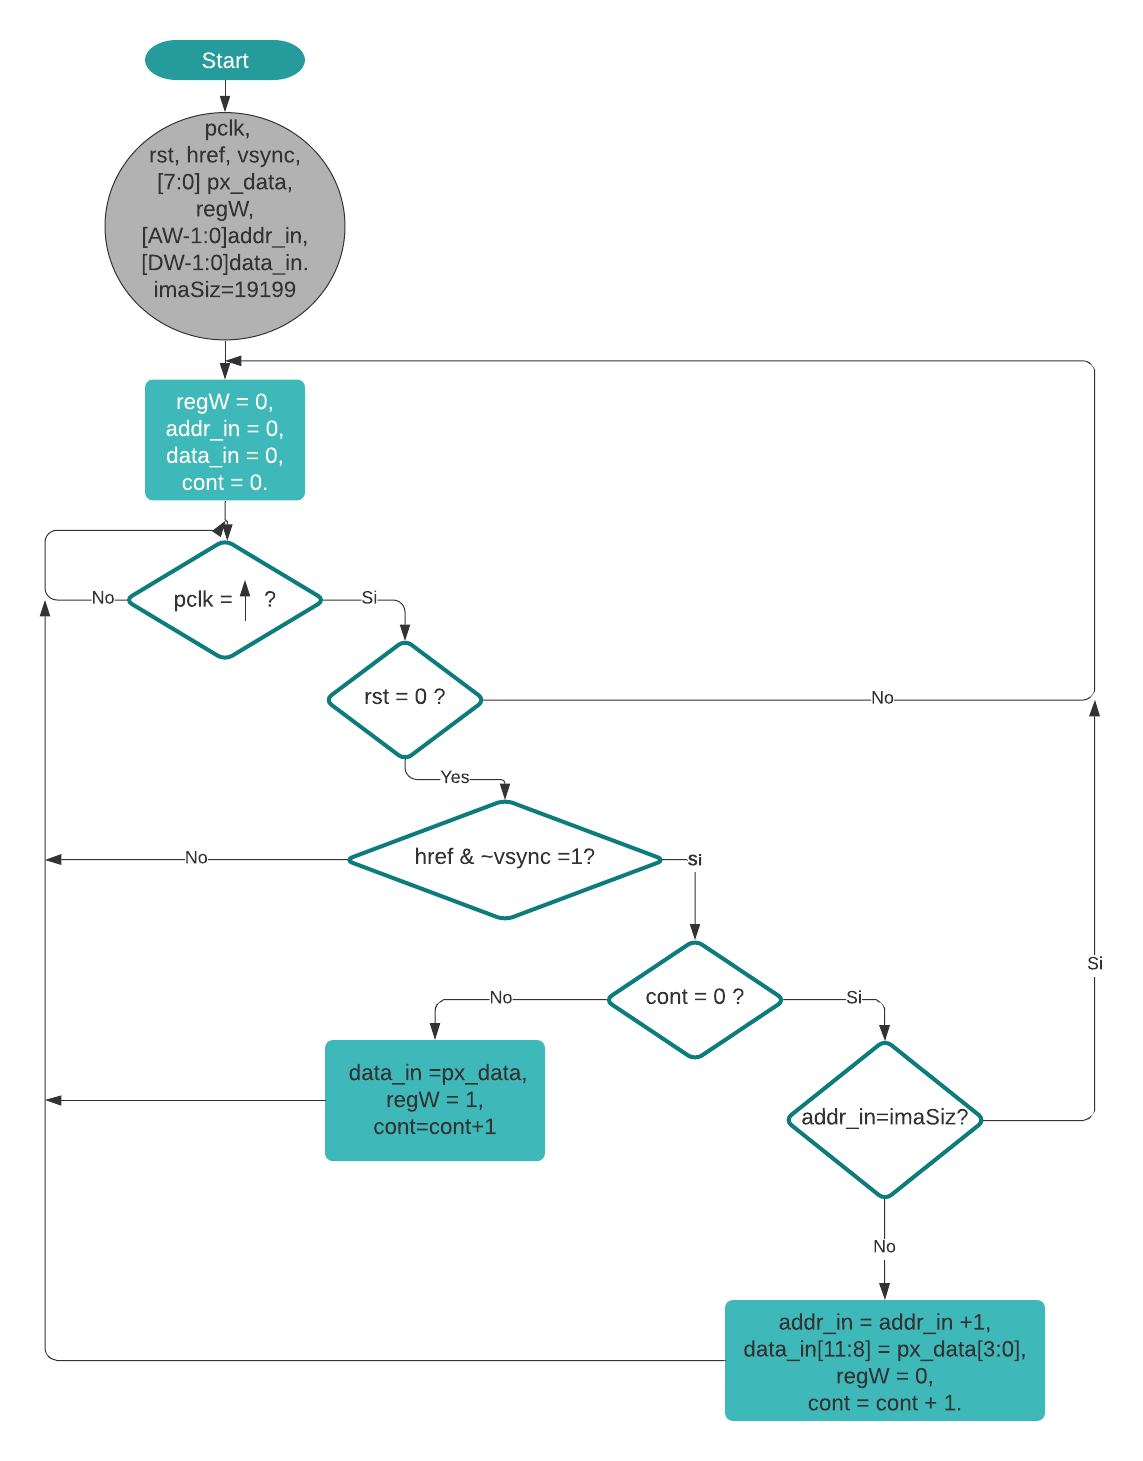 Start
pclk,
rst, href, vsync,
[7:0] px_data,
regW,
[AW-1:0]addr_in,
[DW-1:0]data_in.
imaSiz=19199
regW = 0,
addr_in = 0,
data_in = 0,
cont = 0.
No
pclk = ?
Si
rst = 0 ?
No
Yes
No
href & ~vsync =1?
Si
Si
No
cont = 0 ?
Si
data_in =px_data,
regW = 1,
cont=cont+1
addr_in=imaSiz?
No
addr_in = addr_in +1,
data_in[11:8] = px_data[3:0],
regW = 0,
cont = cont + 1.